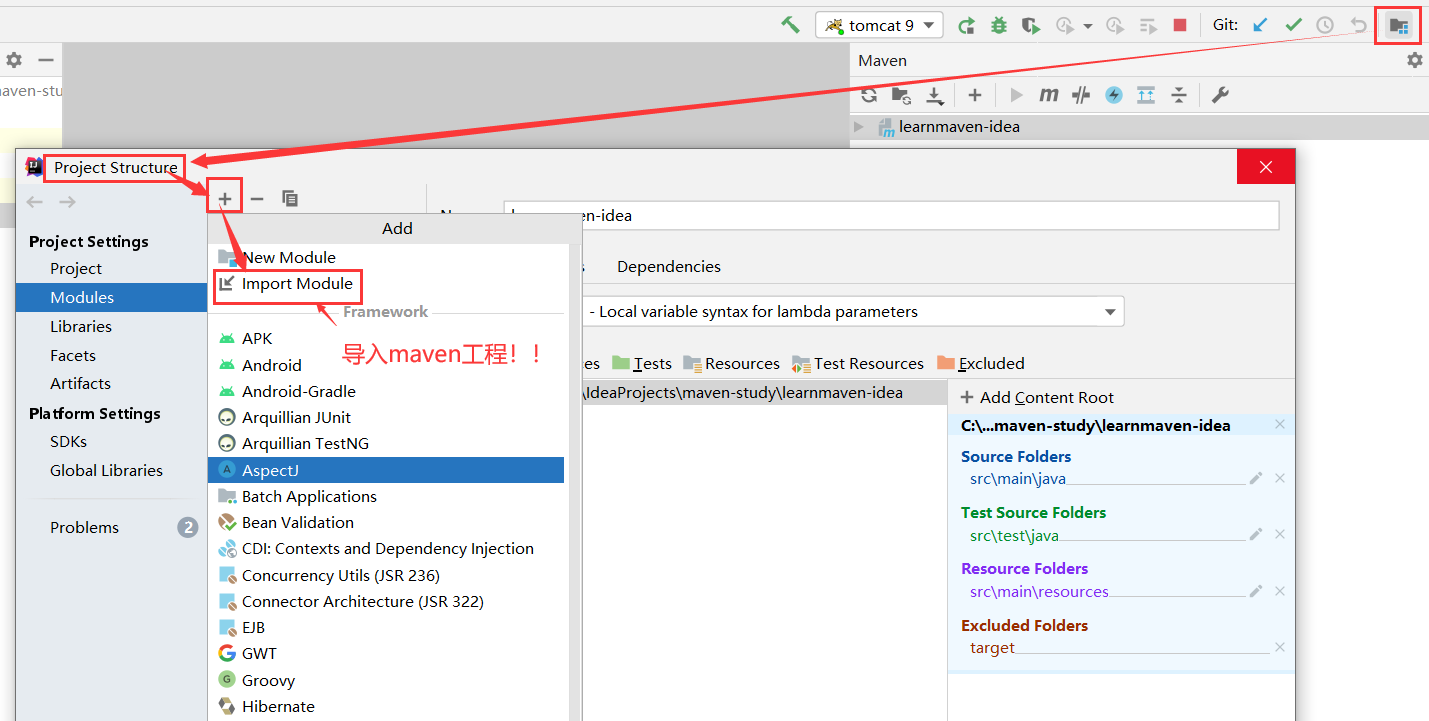 tomcat 9
Git:
Maven
learnmaven-idea
Project Structure
Add
en-idea
New Module
Import Module
Framework
导入maven工程！！
Project Settings
Project
Modules
Libraries
Facets
Artifacts
Platform Settings
SDKs
Global Libraries
Problems
2
APK
Android
Android-Gradle
Arquillian JUnit
Arquillian TestNG
AspectJ
Batch Applications
Bean Validation
CDI: Contexts and Dependency Injection
Concurrency Utils (JSR 236)
Connector Architecture (JSR 322)
EJB
GWT
Groovy
Hibernate
Dependencies
- Local variable syntax for lambda parameters
es Tests Resources Test Resources Excluded
\IdeaProjects\maven-study\learnmaven-idea
Add Content Root
C:\...maven-study\learnmaven-idea
Source Folders
src\main\java
Test Source Folders
src\test\java
Resource Folders
src\main\resources
Excluded Folders
target